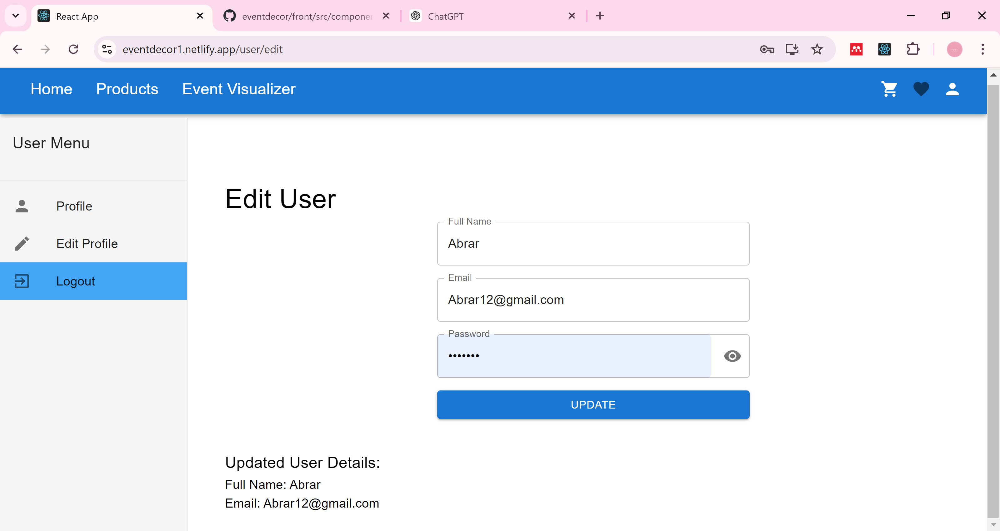 React App
eventdecor/front/src/componen
ChatGPT
eventdecor1.netlify.app/user/edit
Home Products Event Visualizer
User Menu
Profile
Edit Profile
Logout
Edit User
Full Name
Abrar
Email
Abrar12@gmail.com
Password
•••••••
UPDATE
Updated User Details:
Full Name: Abrar
Email: Abrar12@gmail.com